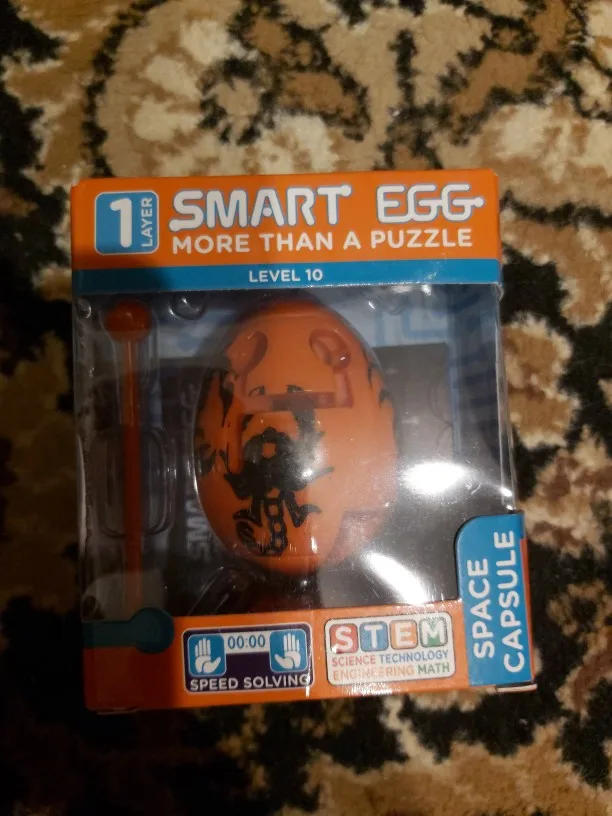 1
LAYER
SMART EGG
MORE THAN A PUZZLE
LEVEL 10
SMA
SPACE
CAPSULE
00:00
SPEED SOLVING
STEM
SCIENCE TECHNOLOGY
ENGINEERING MATH